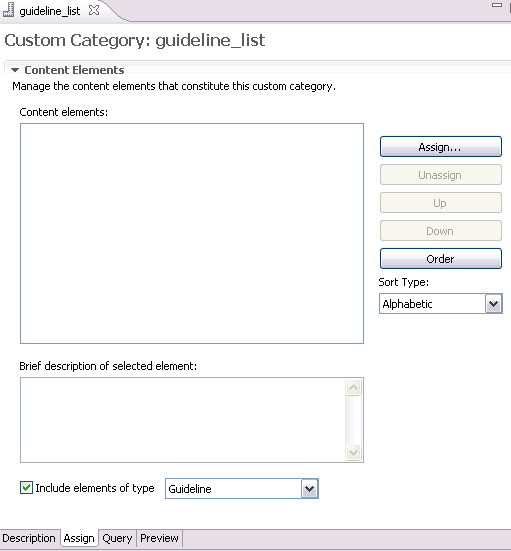 guideline_list
Custom Category: guideline_list
Content Elements
Manage the content elements that constitute this custom category.
Content elements:
Assign...
Unassign
Up
Down
Order
Sort Type:
Alphabetic
Brief description of selected element:
Include elements of type Guideline
Description Assign Query Preview